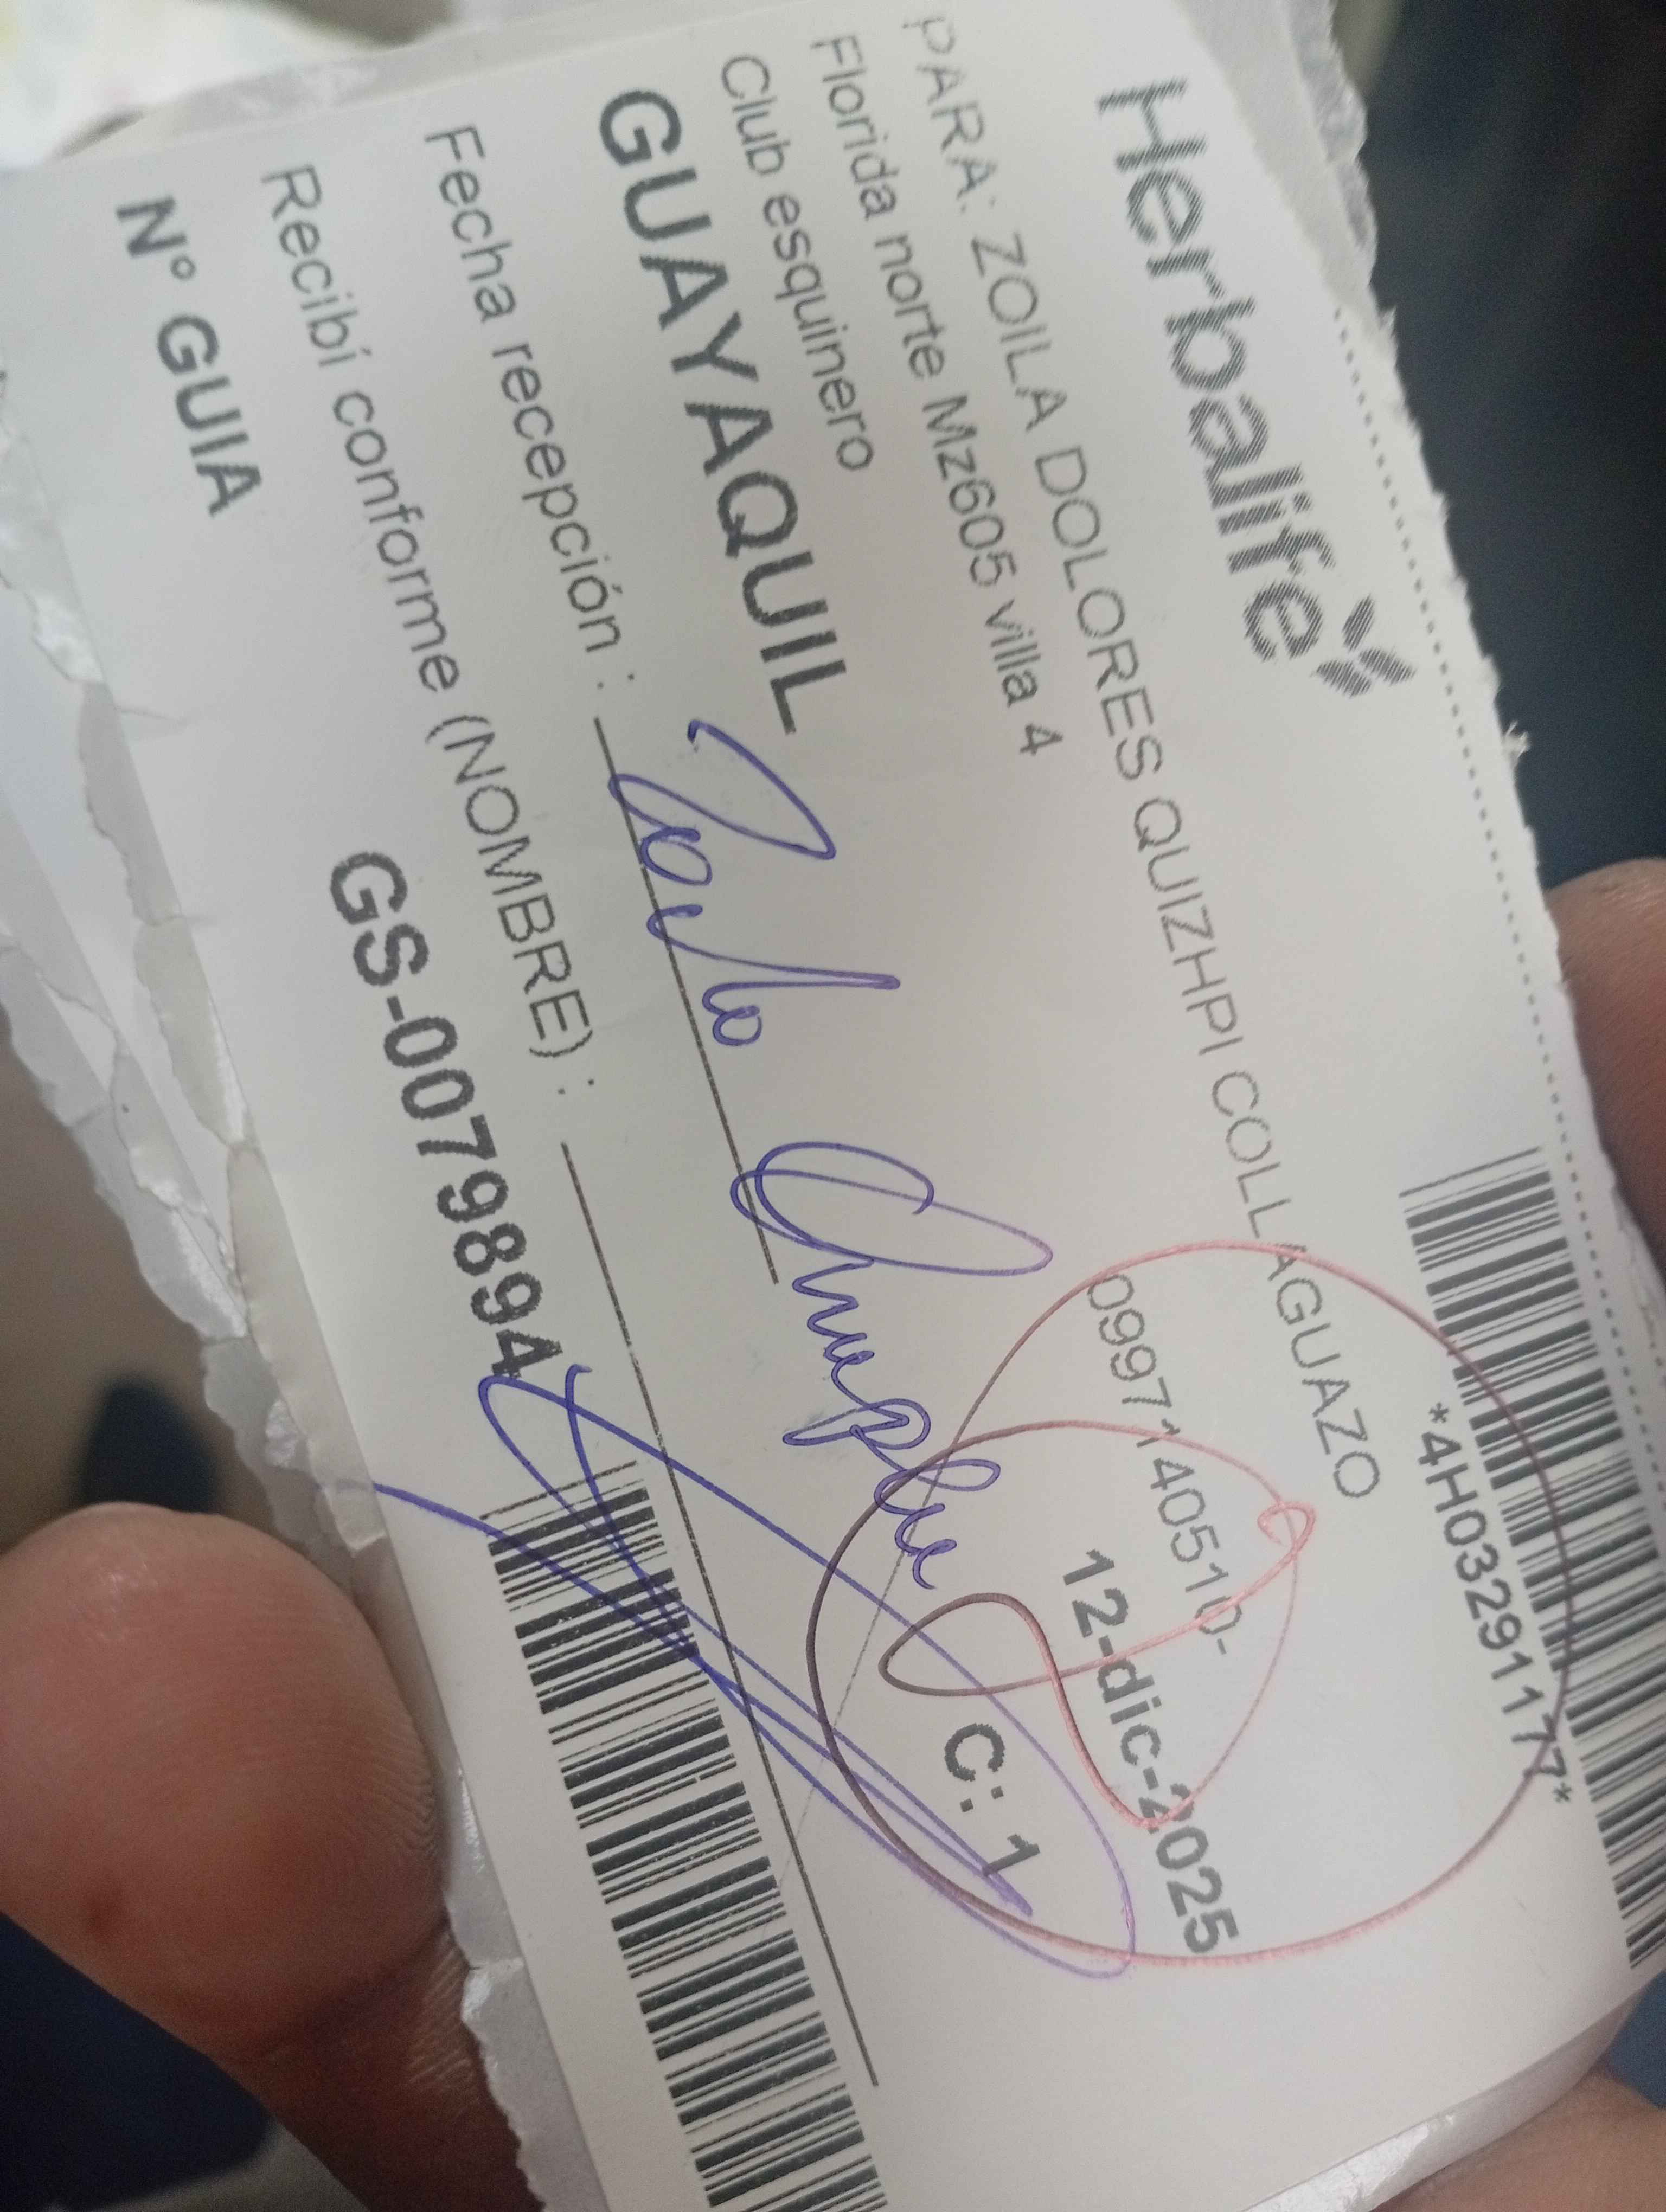 Herbalife
*4H03291177*
PARA: ZOILA DOLORES QUIZHPI COLLAGUAZO
Florida norte Mz605 villa 4
0997140510-
Club esquinero
12-dic-2025
GUAYAQUIL
C: 1
Fecha recepción :
Recibí conforme (NOMBRE) :
N° GUIA
GS-0079894